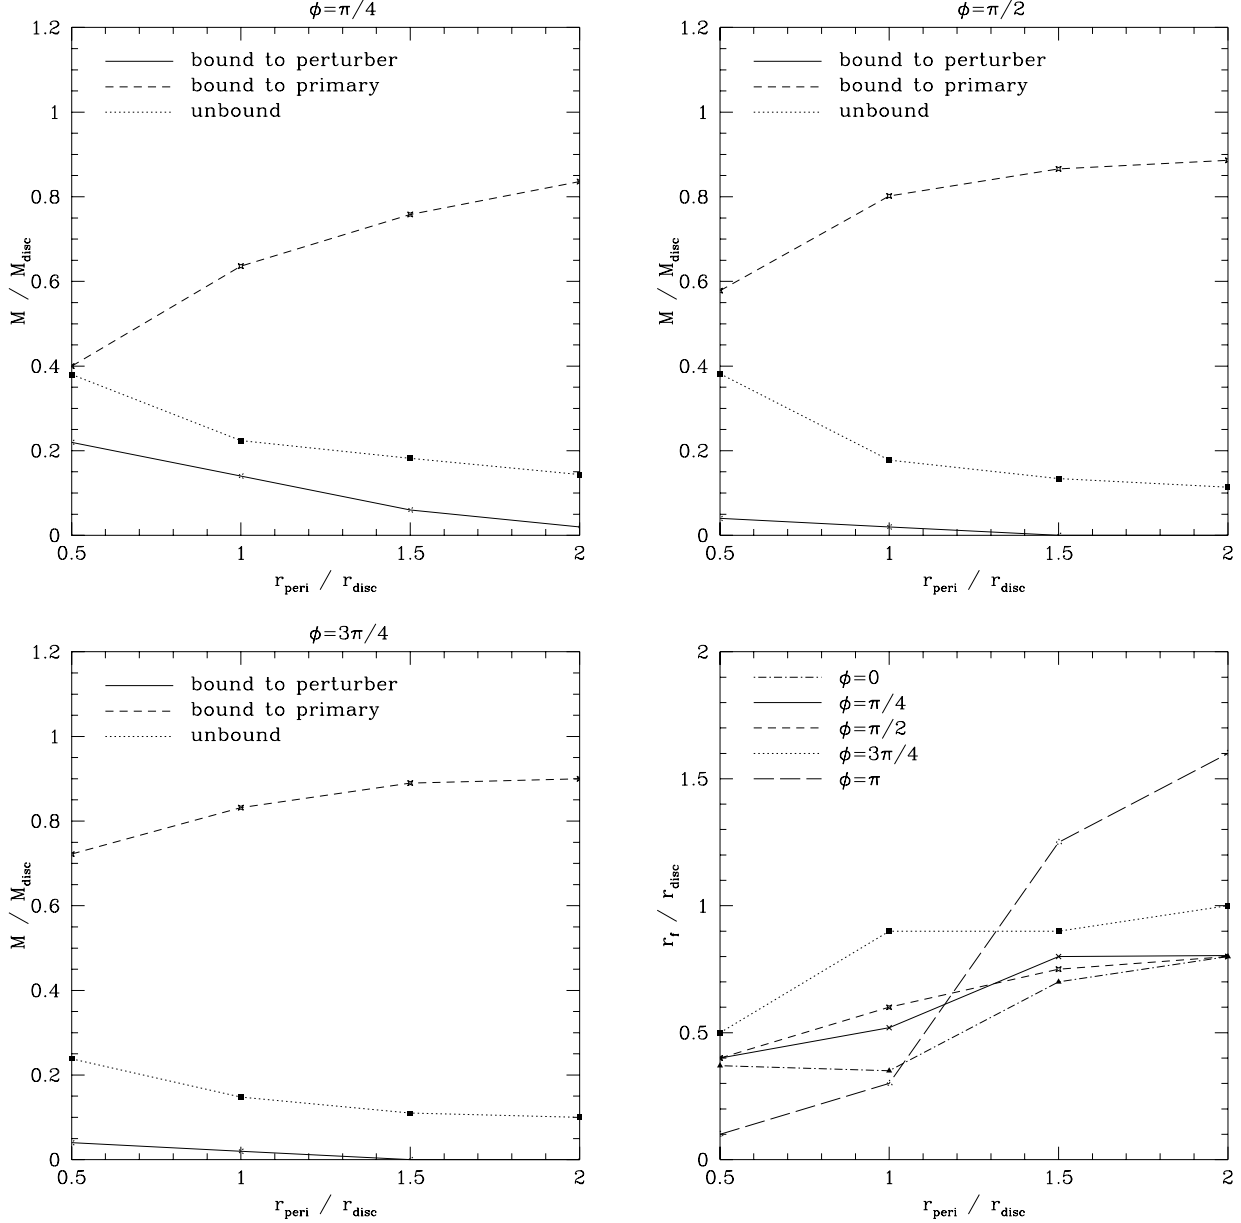 ϕ=π/4
1.2
1
0.8
0.6
0.4
0.2
0
M / M_disc
bound to perturber
bound to primary
unbound
0.5 1 1.5 2
r_peri / r_disc
ϕ=π/2
1.2
1
0.8
0.6
0.4
0.2
0
M / M_disc
bound to perturber
bound to primary
unbound
0.5 1 1.5 2
r_peri / r_disc
ϕ=3π/4
1.2
1
0.8
0.6
0.4
0.2
0
M / M_disc
bound to perturber
bound to primary
unbound
0.5 1 1.5 2
r_peri / r_disc
2
1.5
1
0.5
0
r_f / r_disc
ϕ=0
ϕ=π/4
ϕ=π/2
ϕ=3π/4
ϕ=π
0.5 1 1.5 2
r_peri / r_disc